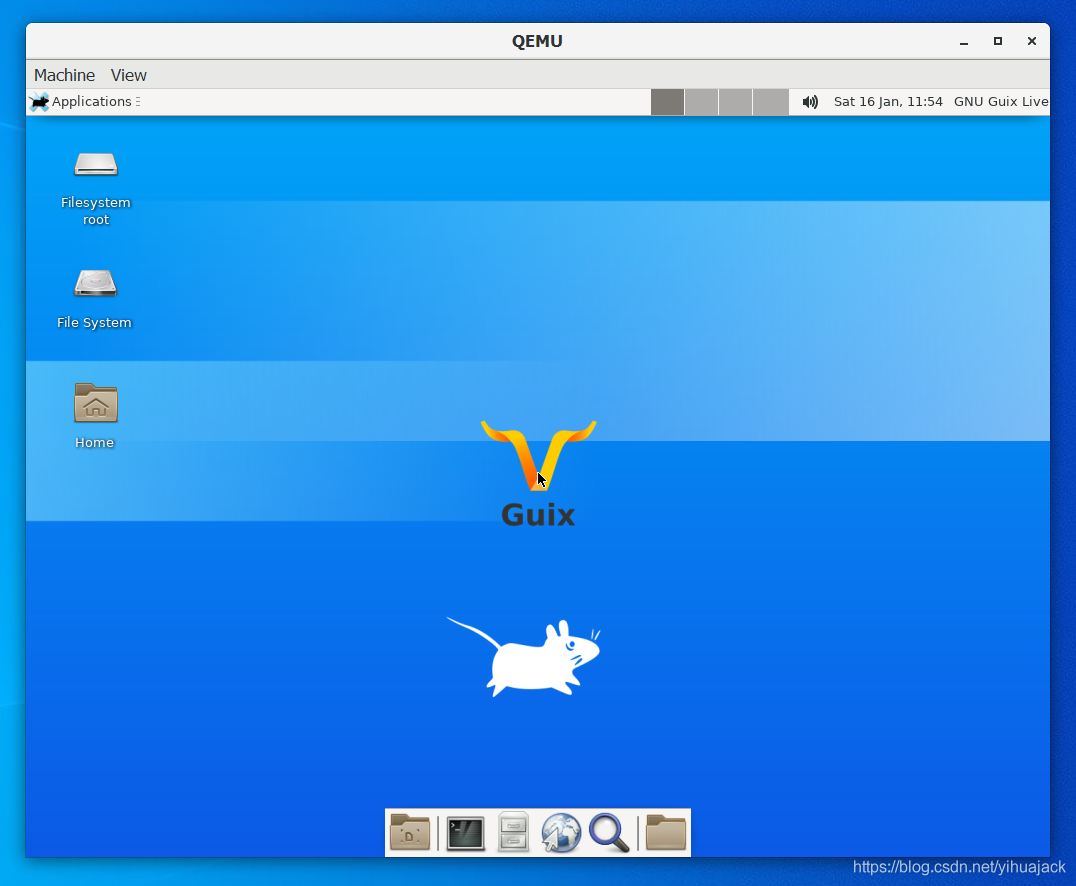 QEMU
Machine View
Applications
Sat 16 Jan, 11:54 GNU Guix Live
Filesystem
root
File System
Home
Guix
D
https://blog.csdn.net/yihuajack